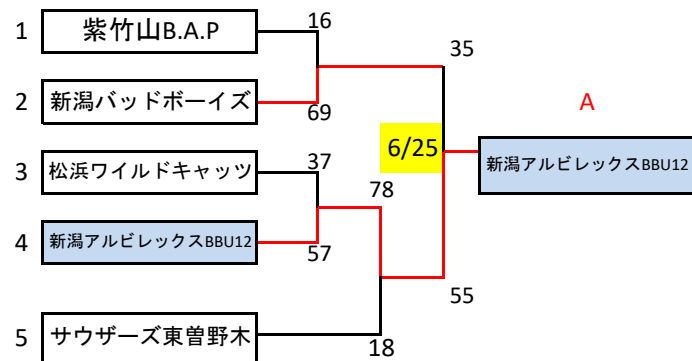 1 紫竹山B.A.P
16
35
2 新潟バッドボーイズ
69
A
6/25
新潟アルビレックスBBU12
3 松浜ワイルドキャッツ
37
78
4 新潟アルビレックスBBU12
57
55
5 サウザーズ東曽野木
18